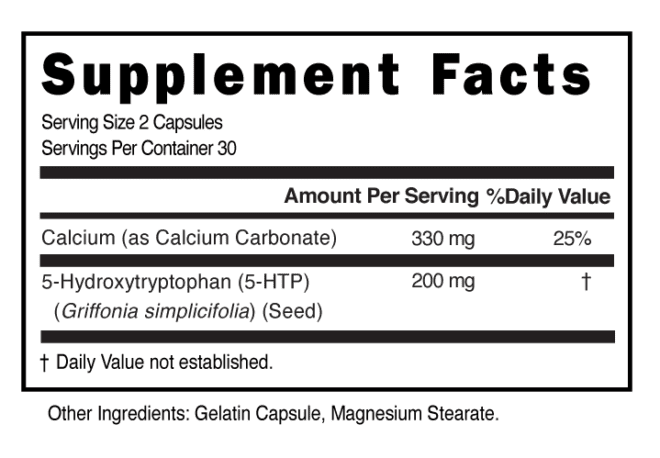 Supplement Facts
Serving Size 2 Capsules
Servings Per Container 30
Amount Per Serving %Daily Value
Calcium (as Calcium Carbonate) 330 mg 25%
5-Hydroxytryptophan (5-HTP) 200 mg †
(Griffonia simplicifolia) (Seed)
† Daily Value not established.
Other Ingredients: Gelatin Capsule, Magnesium Stearate.